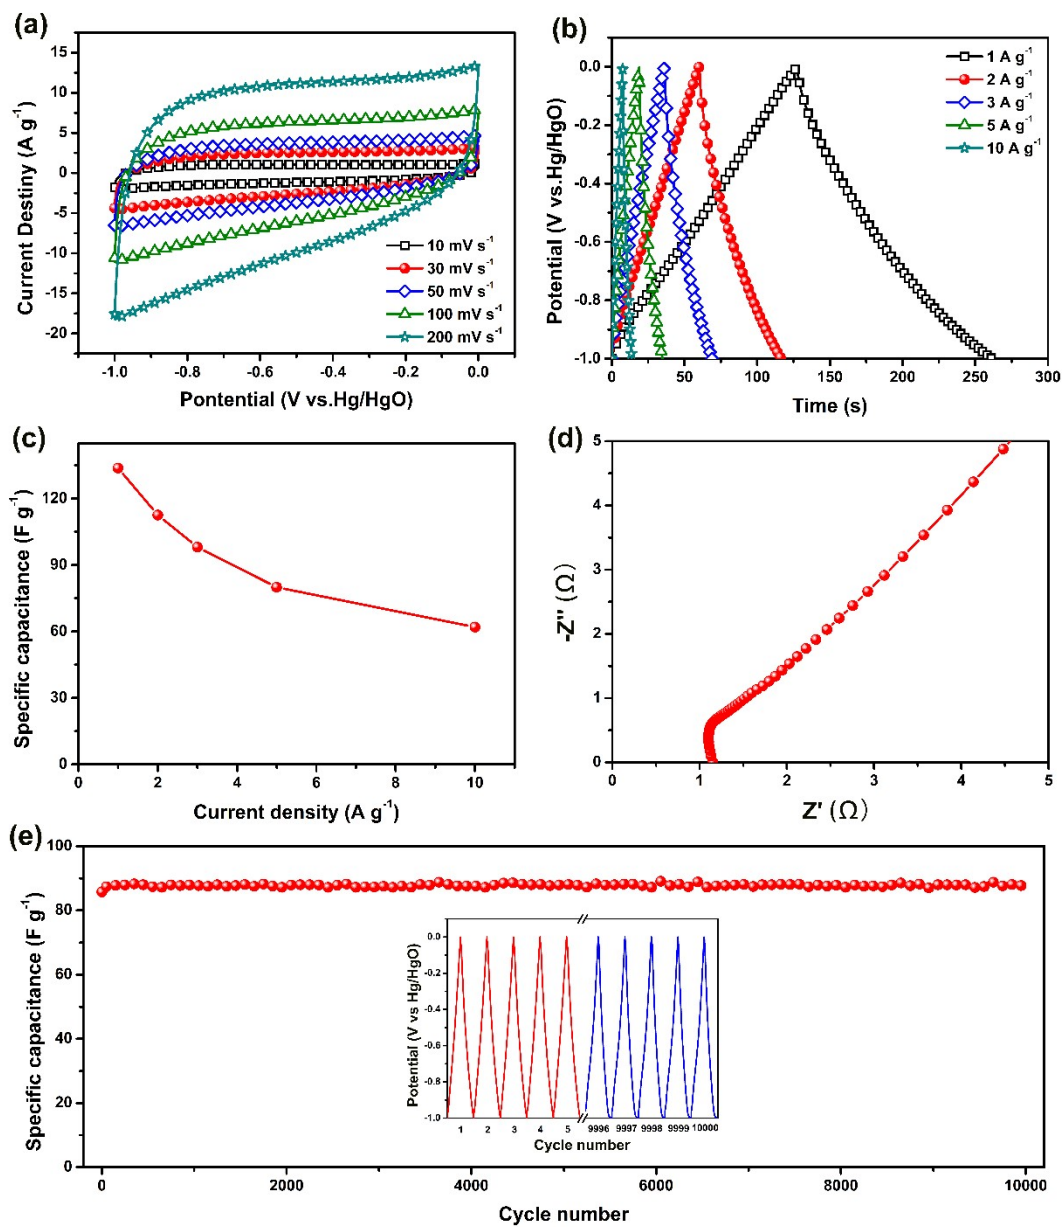 (a)
Current Destiny (A g⁻¹)
15
10
5
0
-5
-10
-15
-20
10 mV s⁻¹
30 mV s⁻¹
50 mV s⁻¹
100 mV s⁻¹
200 mV s⁻¹
-1.0
-0.8
-0.6
-0.4
-0.2
0.0
Pontential (V vs.Hg/HgO)
(b)
Potential (V vs.Hg/HgO)
0.0
-0.2
-0.4
-0.6
-0.8
-1.0
1 A g⁻¹
2 A g⁻¹
3 A g⁻¹
5 A g⁻¹
10 A g⁻¹
0
50
100
150
200
250
300
Time (s)
(c)
Specific capacitance (F g⁻¹)
120
90
60
30
0
0
2
4
6
8
10
Current density (A g⁻¹)
(d)
-Z'' (Ω)
5
4
3
2
1
0
0
1
2
3
4
5
Z' (Ω)
(e)
Specific capacitance (F g⁻¹)
100
80
60
40
20
0
Potential (V vs Hg/HgO)
0.0
-0.2
-0.4
-0.6
-0.8
-1.0
1
2
3
4
5
9996
9997
9998
9999
10000
Cycle number
0
2000
4000
6000
8000
10000
Cycle number